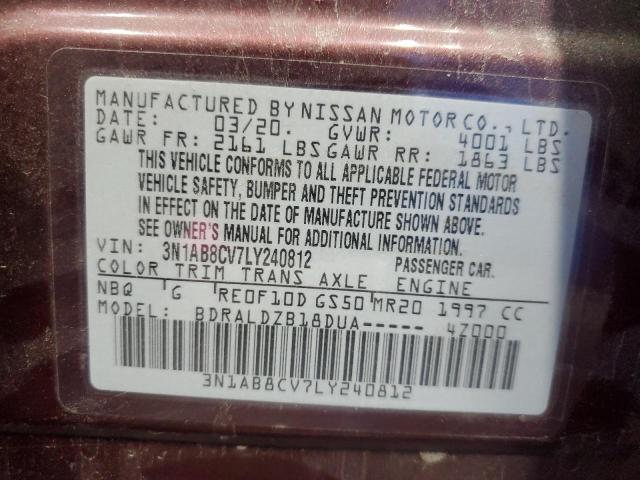 MANUFACTURED BY NISSAN MOTOR CO., LTD.
DATE: 03/20. GVWR: 4001 LBS
GAWR FR: 2161 LBS GAWR RR: 1863 LBS
THIS VEHICLE CONFORMS TO ALL APPLICABLE FEDERAL MOTOR
VEHICLE SAFETY, BUMPER AND THEFT PREVENTION STANDARDS
IN EFFECT ON THE DATE OF MANUFACTURE SHOWN ABOVE.
SEE OWNER'S MANUAL FOR ADDITIONAL INFORMATION.
VIN: 3N1AB8CV7LY240812 PASSENGER CAR.
COLOR TRIM TRANS AXLE ENGINE
NBQ G RE0F10D GS50 MR20 1997 CC
MODEL: BDRALDZB18DUA----- 4Z000
3N1AB8CV7LY240812